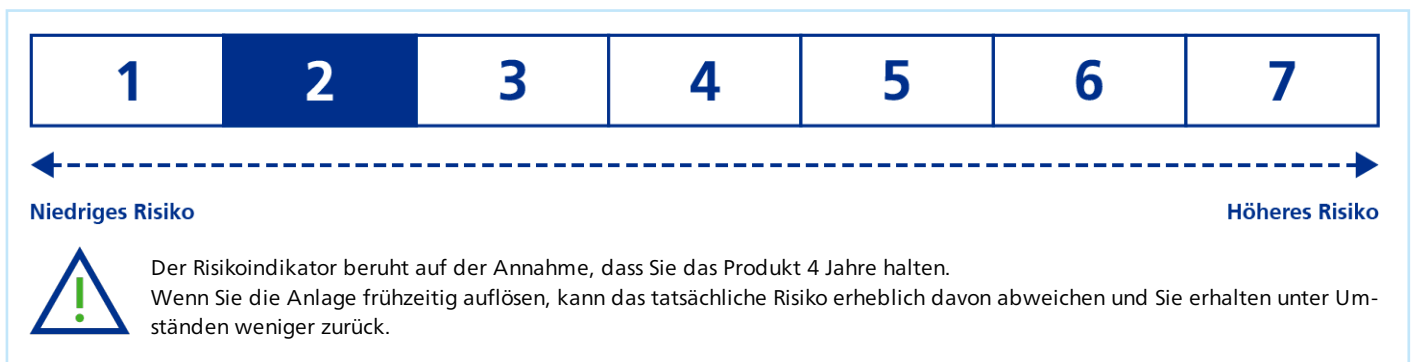 1 2 3 4 5 6 7
Niedriges Risiko Höheres Risiko
Der Risikoindikator beruht auf der Annahme, dass Sie das Produkt 4 Jahre halten.
Wenn Sie die Anlage frühzeitig auflösen, kann das tatsächliche Risiko erheblich davon abweichen und Sie erhalten unter Um-
ständen weniger zurück.